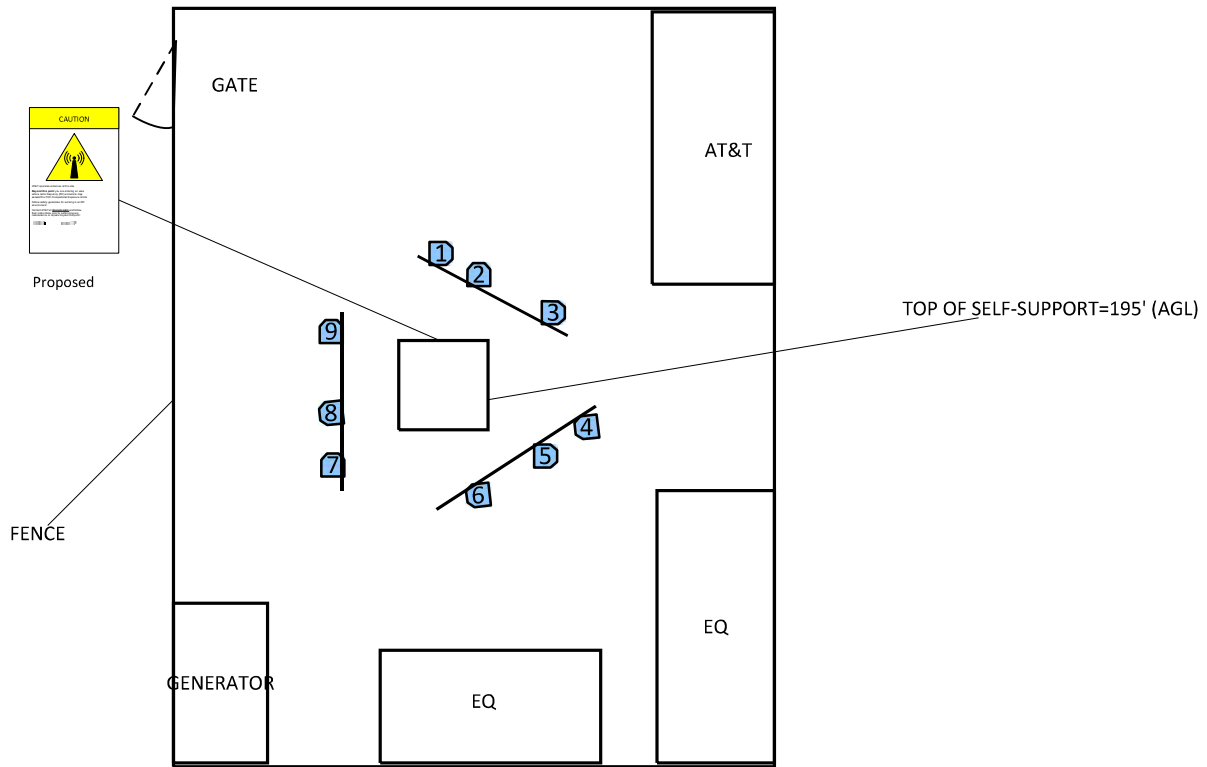 GATE
CAUTION
AT&T
Proposed
1
2
3
TOP OF SELF-SUPPORT=195' (AGL)
9
8
7
4
5
6
FENCE
EQ
GENERATOR
EQ